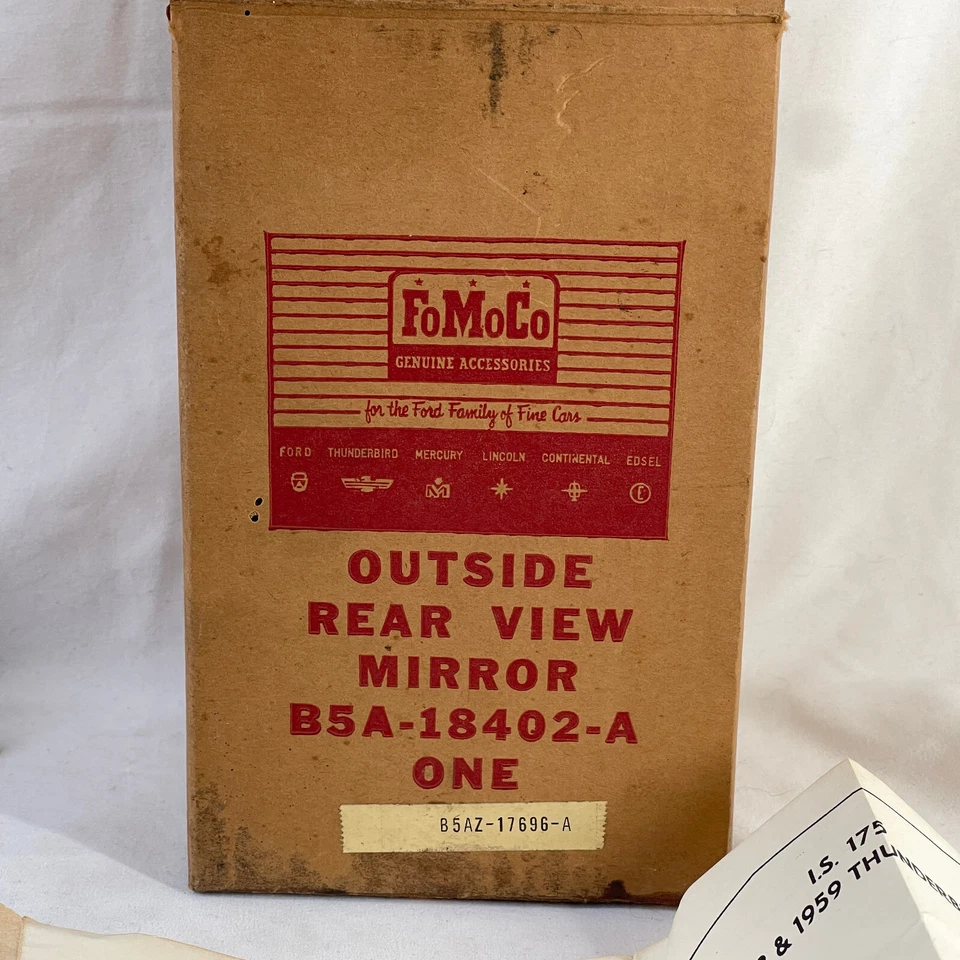 FoMoCo
GENUINE ACCESSORIES
for the Ford Family of Fine Cars
FORD THUNDERBIRD MERCURY LINCOLN CONTINENTAL EDSEL
OUTSIDE
REAR VIEW
MIRROR
B5A-18402-A
ONE
B5AZ-17696-A
I.S. 175
& 1959 THUNDERB